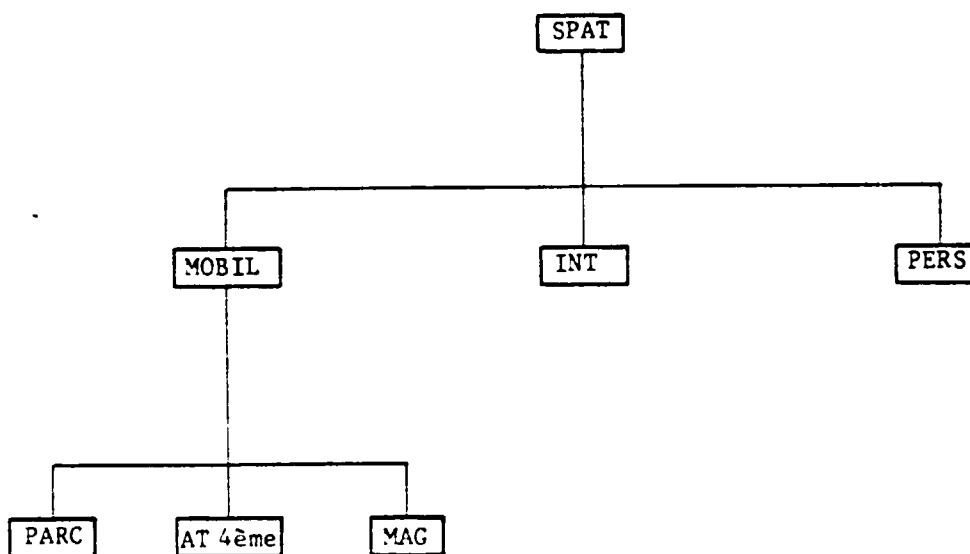 SPAT
MOBIL
INT
PERS
PARC
AT 4ème
MAG